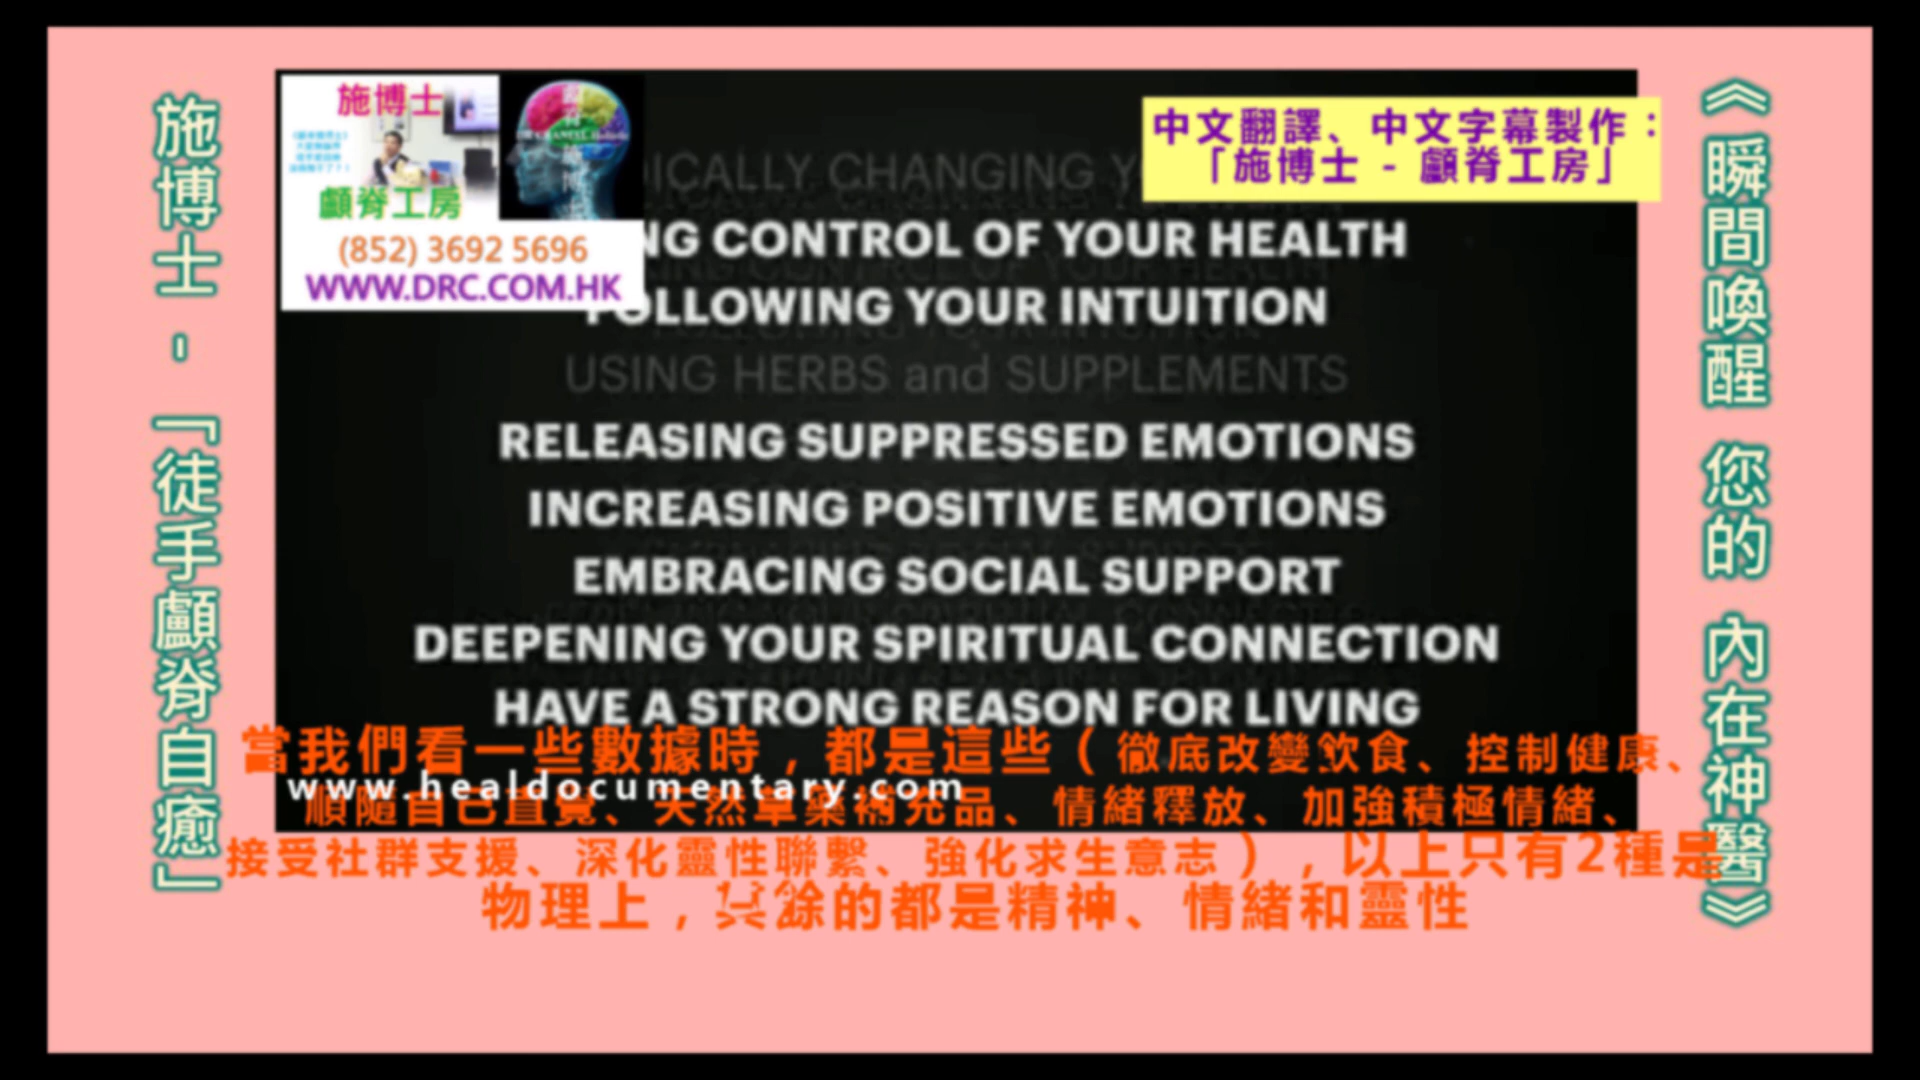 施博士 - 『徒手顱脊自癒』
施博士
顱脊工房
(852) 3692 5696
WWW.DRC.COM.HK
中文翻譯、中文字幕製作：
「施博士 - 顱脊工房」
ICALLY CHANGING Y
NG CONTROL OF YOUR HEALTH
FOLLOWING YOUR INTUITION
USING HERBS and SUPPLEMENTS
RELEASING SUPPRESSED EMOTIONS
INCREASING POSITIVE EMOTIONS
EMBRACING SOCIAL SUPPORT
DEEPENING YOUR SPIRITUAL CONNECTION
HAVE A STRONG REASON FOR LIVING
當我們看一些數據時，都是這些（徹底改變飲食、控制健康、
www.healdocumentary.com
順隨自己直覺、天然草藥補充品、情緒釋放、加強積極情緒、
接受社群支援、深化靈性聯繫、強化求生意志），以上只有2種是
物理上，其餘的都是精神、情緒和靈性
《瞬間喚醒 您的 內在神醫》